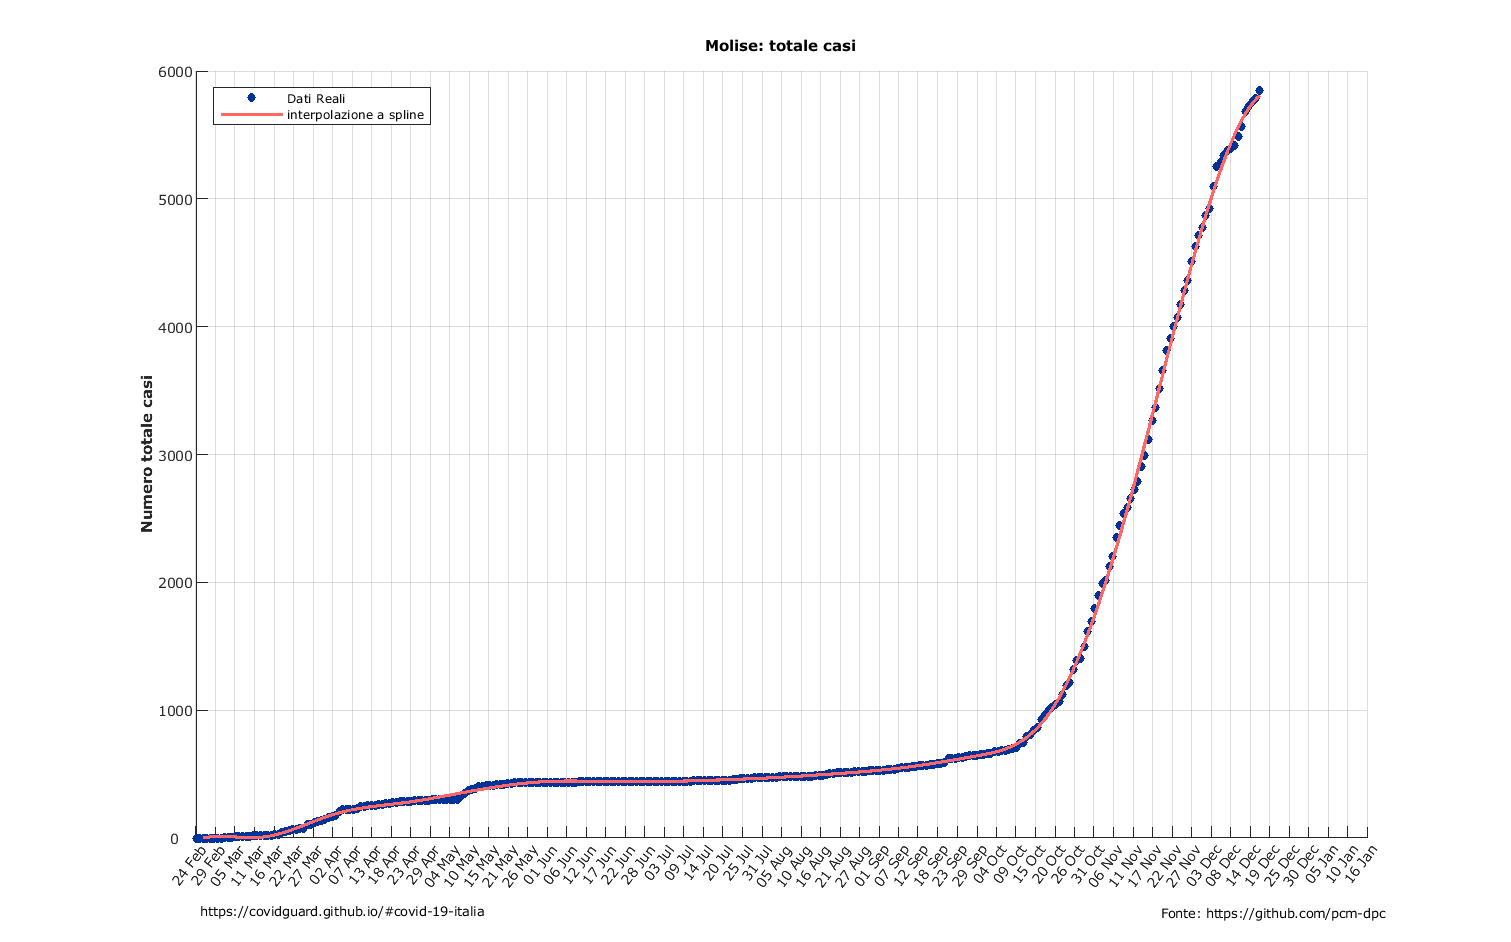 Molise: totale casi
Dati Reali
interpolazione a spline
Numero totale casi
6000
5000
4000
3000
2000
1000
0
24 Feb
29 Feb
05 Mar
11 Mar
16 Mar
22 Mar
27 Mar
02 Apr
07 Apr
13 Apr
18 Apr
23 Apr
29 Apr
04 May
10 May
15 May
21 May
26 May
01 Jun
06 Jun
12 Jun
17 Jun
22 Jun
28 Jun
03 Jul
09 Jul
14 Jul
20 Jul
25 Jul
31 Jul
05 Aug
10 Aug
16 Aug
21 Aug
27 Aug
01 Sep
07 Sep
12 Sep
18 Sep
23 Sep
29 Oct
04 Oct
09 Oct
15 Oct
20 Oct
26 Oct
31 Oct
06 Nov
11 Nov
17 Nov
22 Nov
27 Nov
03 Dec
08 Dec
14 Dec
19 Dec
25 Dec
30 Dec
05 Jan
10 Jan
16 Jan
https://covidguard.github.io/#covid-19-italia
Fonte: https://github.com/pcm-dpc